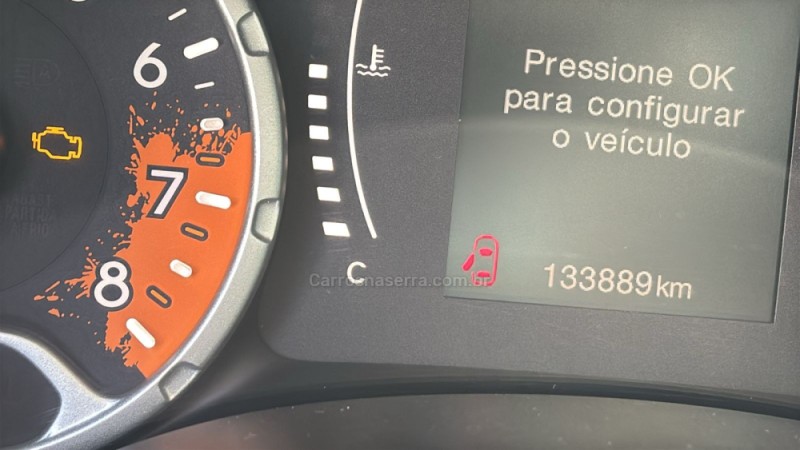 6
7
8
C
Pressione OK
para configurar
o veículo
133889km
Carrosnaserra.com.br